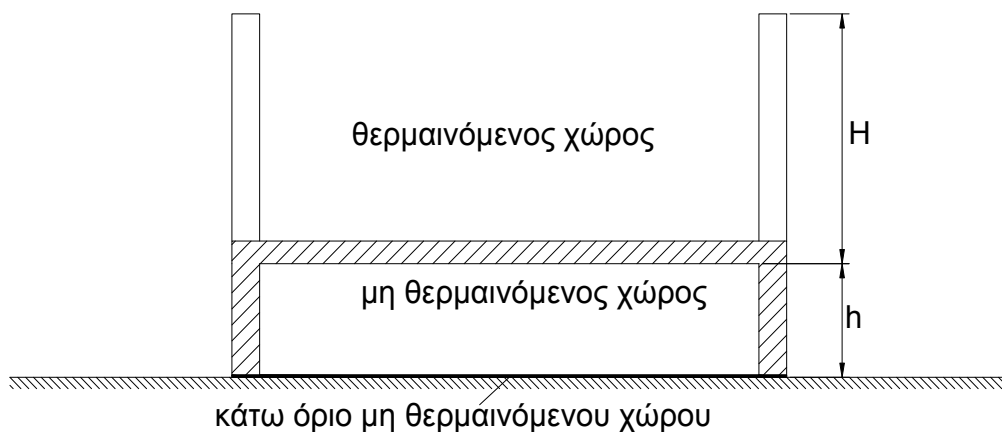 θερμαινόμενος χώρος
H
μη θερμαινόμενος χώρος
h
κάτω όριο μη θερμαινόμενου χώρου